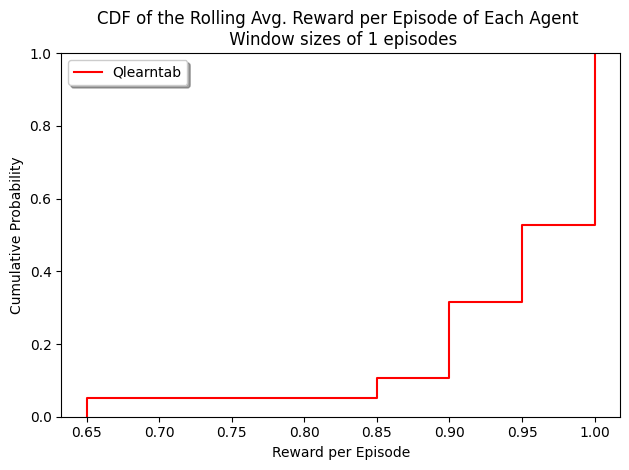 CDF of the Rolling Avg. Reward per Episode of Each Agent
Window sizes of 1 episodes
Qlearntab
Cumulative Probability
1.0
0.8
0.6
0.4
0.2
0.0
0.65 0.70 0.75 0.80 0.85 0.90 0.95 1.00
Reward per Episode